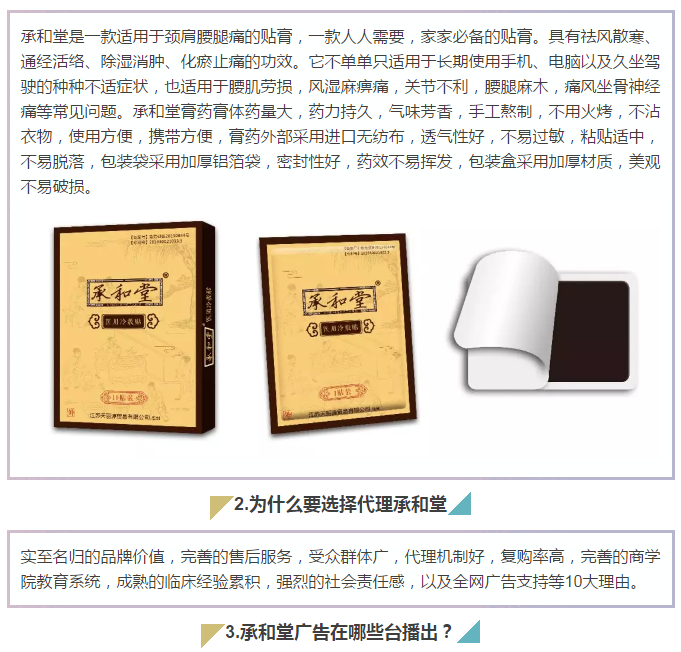 承和堂是一款适用于颈肩腰腿痛的贴膏，一款人人需要，家家必备的贴膏。具有祛风散寒、
通经活络、除湿消肿、化瘀止痛的功效。它不单单只适用于长期使用手机、电脑以及久坐驾
驶的种种不适症状，也适用于腰肌劳损，风湿麻痹痛，关节不利，腰腿麻木，痛风坐骨神经
痛等常见问题。承和堂膏药膏体药量大，药力持久，气味芳香，手工熬制，不用火烤，不沾
衣物，使用方便，携带方便，膏药外部采用进口无纺布，透气性好，不易过敏，粘贴适中，
不易脱落，包装袋采用加厚铝箔袋，密封性好，药效不易挥发，包装盒采用加厚材质，美观
不易破损。
承和堂
医用冷敷贴
10贴装
承和堂
承和堂
医用冷敷贴
1贴装
2.为什么要选择代理承和堂
实至名归的品牌价值，完善的售后服务，受众群体广，代理机制好，复购率高，完善的商学
院教育系统，成熟的临床经验累积，强烈的社会责任感，以及全网广告支持等10大理由。
3.承和堂广告在哪些台播出？